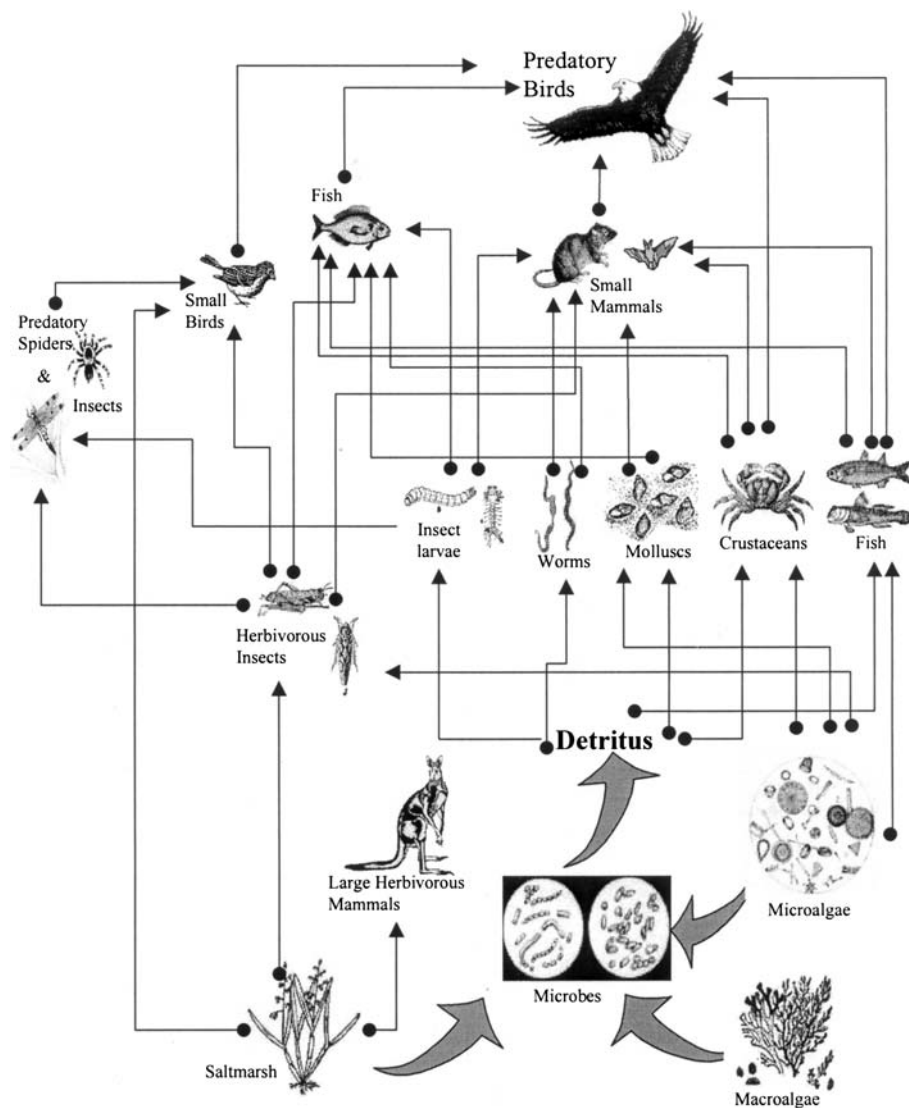 Predatory
Birds
Fish
Small
Birds
Small
Mammals
Predatory
Spiders
&
Insects
Insect
larvae
Worms
Molluscs
Crustaceans
Fish
Herbivorous
Insects
Detritus
Large Herbivorous
Mammals
Microalgae
Microbes
Saltmarsh
Macroalgae